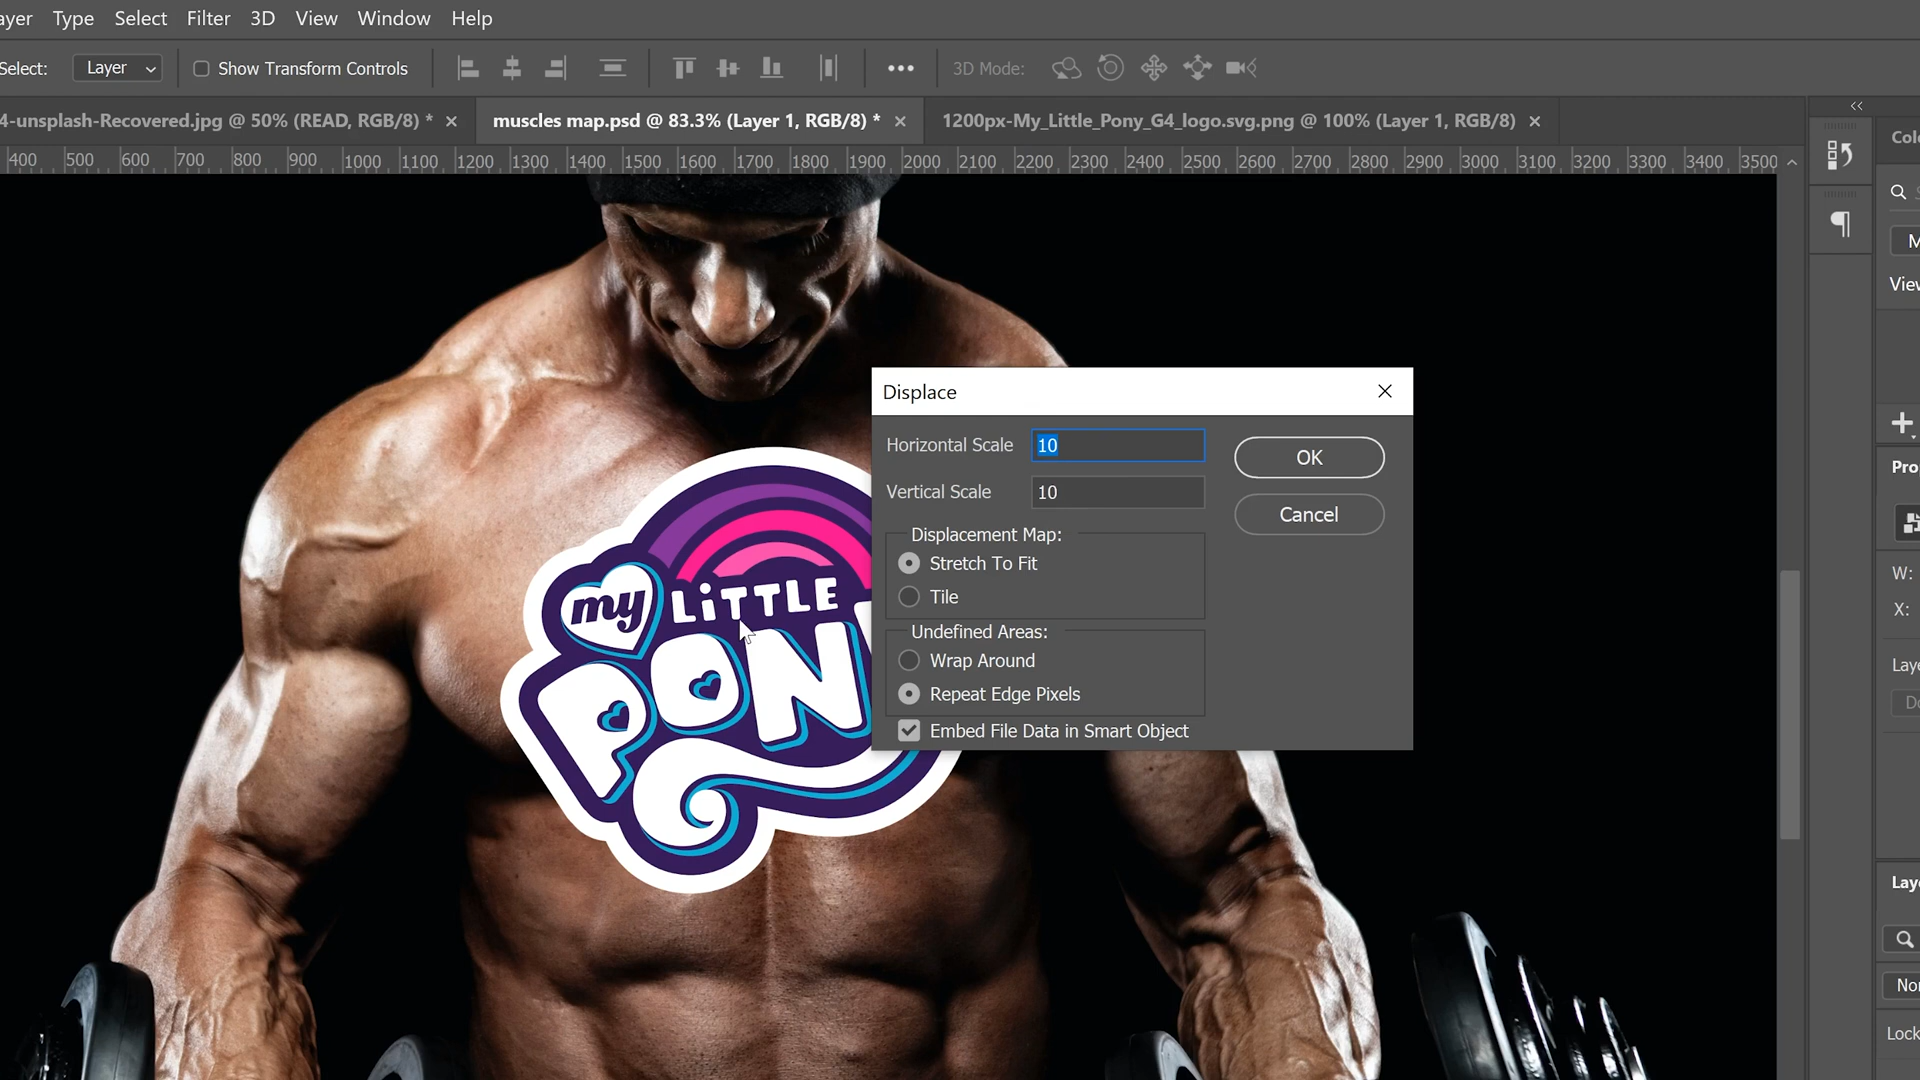 ayer Type Select Filter 3D View Window Help
Select: Layer Show Transform Controls 3D Mode:
4-unsplash-Recovered.jpg @ 50% (READ, RGB/8) *
muscles map.psd @ 83.3% (Layer 1, RGB/8) *
1200px-My_Little_Pony_G4_logo.svg.png @ 100% (Layer 1, RGB/8)
400 500 600 700 800 900 1000 1100 1200 1300 1400 1500 1600 1700 1800 1900 2000 2100 2200 2300 2400 2500 2600 2700 2800 2900 3000 3100 3200 3300 3400 3500
Displace
Horizontal Scale 10
OK
Vertical Scale 10
Cancel
Displacement Map:
Stretch To Fit
Tile
Undefined Areas:
Wrap Around
Repeat Edge Pixels
Embed File Data in Smart Object
my LiTTLE
PON
Colo
M
View
Pro
W:
X:
Laye
Do
Laye
Nor
Lock